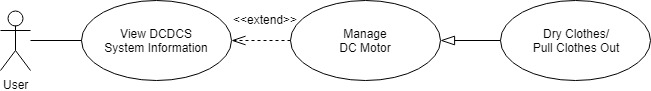 View DCDCS
System Information
<<extend>>
Manage
DC Motor
Dry Clothes/
Pull Clothes Out
User